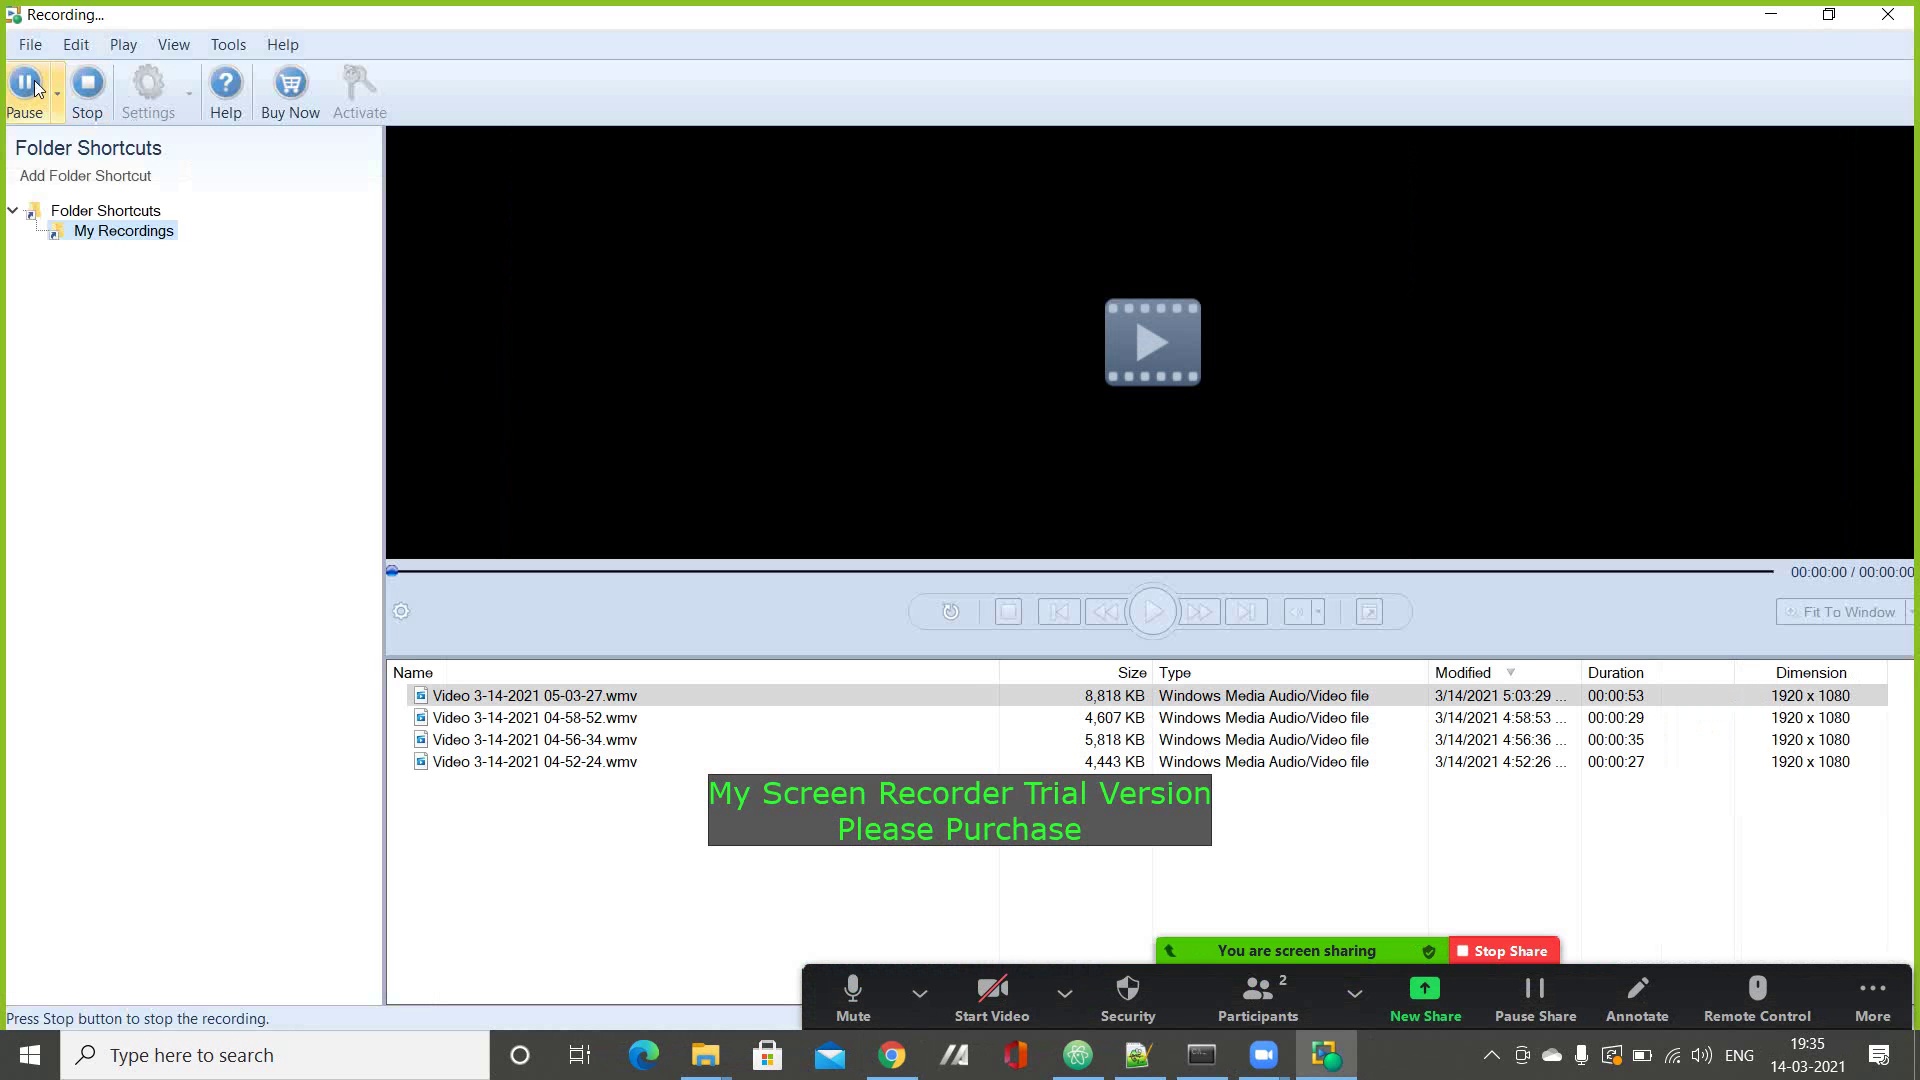 Recording...
File Edit Play View Tools Help
Pause Stop Settings Help Buy Now Activate
Folder Shortcuts
Add Folder Shortcut
Folder Shortcuts
My Recordings
00:00:00 / 00:00:00
Fit To Window
Name Size Type Modified Duration Dimension
Video 3-14-2021 05-03-27.wmv 8,818 KB Windows Media Audio/Video file 3/14/2021 5:03:29 ... 00:00:53 1920 x 1080
Video 3-14-2021 04-58-52.wmv 4,607 KB Windows Media Audio/Video file 3/14/2021 4:58:53 ... 00:00:29 1920 x 1080
Video 3-14-2021 04-56-34.wmv 5,818 KB Windows Media Audio/Video file 3/14/2021 4:56:36 ... 00:00:35 1920 x 1080
Video 3-14-2021 04-52-24.wmv 4,443 KB Windows Media Audio/Video file 3/14/2021 4:52:26 ... 00:00:27 1920 x 1080
My Screen Recorder Trial Version
Please Purchase
You are screen sharing Stop Share
2
Mute Start Video Security Participants New Share Pause Share Annotate Remote Control More
Press Stop button to stop the recording.
Type here to search
ENG
19:35
14-03-2021